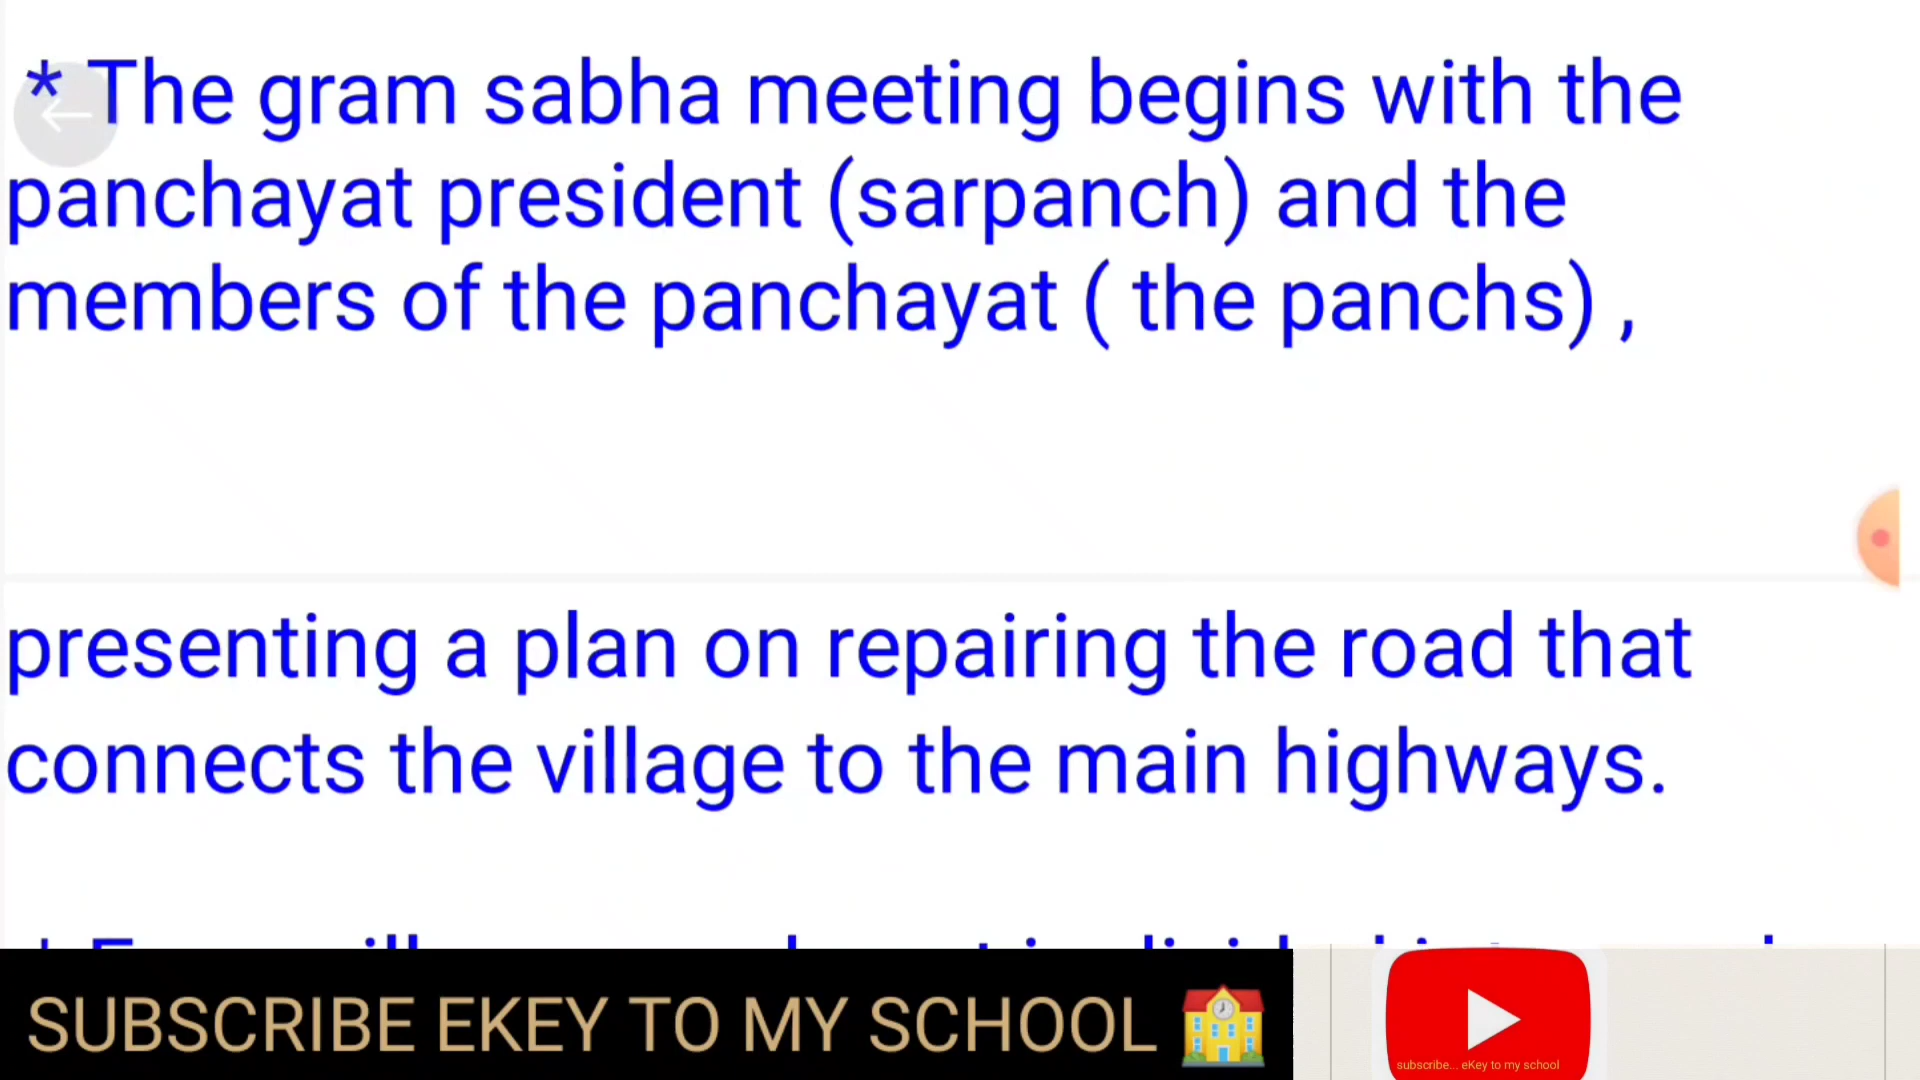 * The gram sabha meeting begins with the
panchayat president (sarpanch) and the
members of the panchayat ( the panchs) ,
presenting a plan on repairing the road that
connects the village to the main highways.
SUBSCRIBE EKEY TO MY SCHOOL
subscribe... eKey to my school